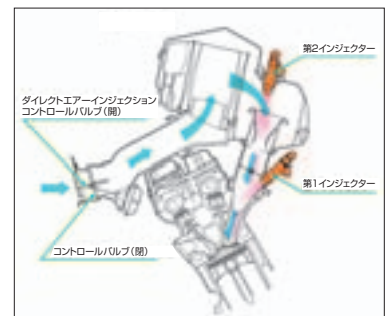 第2インジェクター
ダイレクトエアーインジェクション
コントロールバルブ(開)
第1インジェクター
コントロールバルブ(閉)